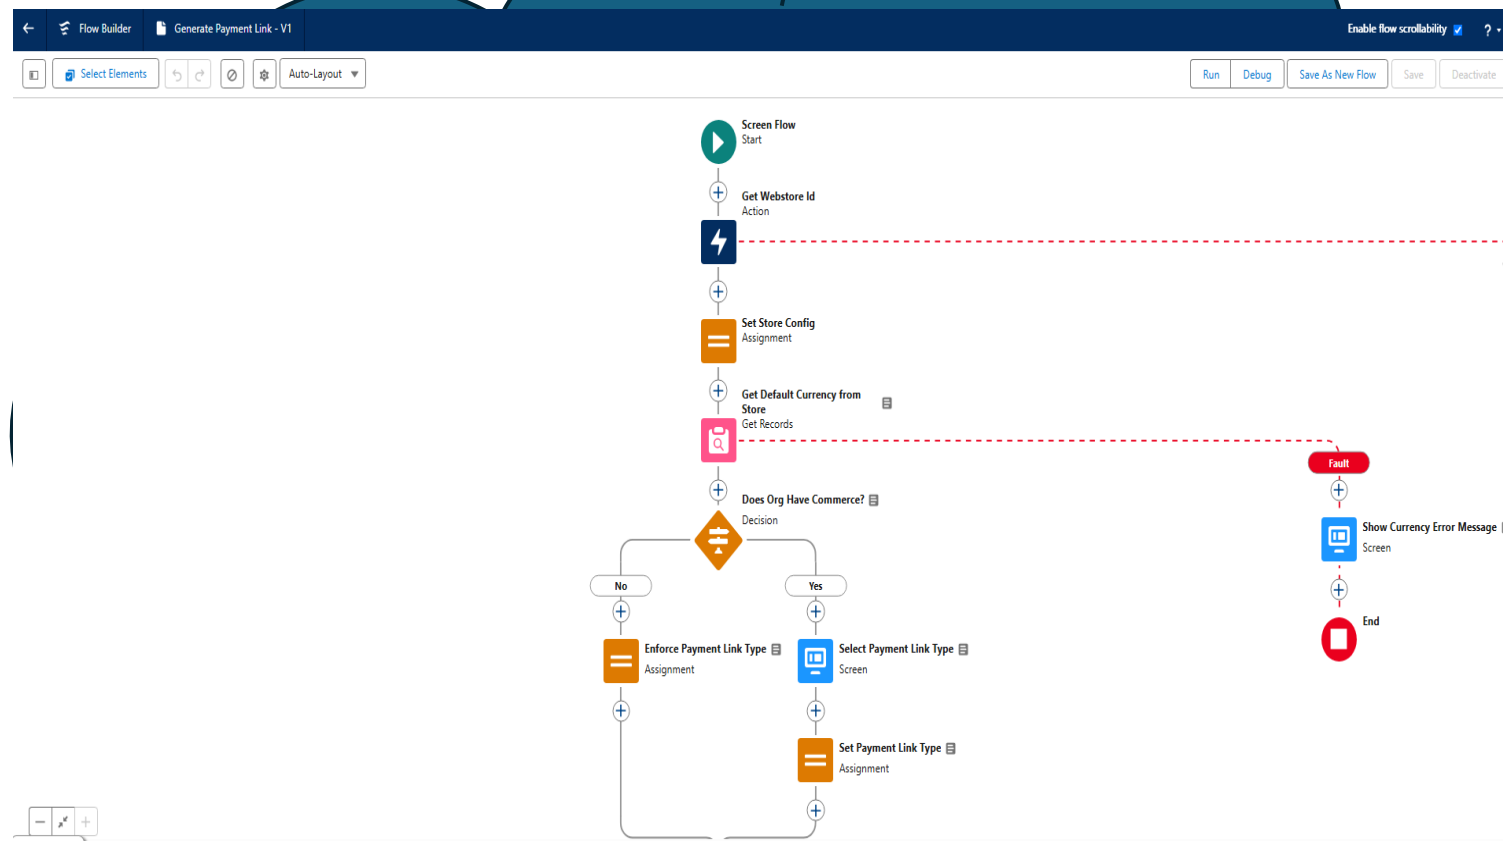 Flow Builder
Generate Payment Link - V1
Enable flow scrollability
?
Select Elements
Auto-Layout
Run
Debug
Save As New Flow
Save
Deactivate
Screen Flow
Start
Get Webstore Id
Action
Set Store Config
Assignment
Get Default Currency from
Store
Get Records
Fault
Does Org Have Commerce?
Decision
Show Currency Error Message
Screen
No
Yes
End
Enforce Payment Link Type
Assignment
Select Payment Link Type
Screen
Set Payment Link Type
Assignment